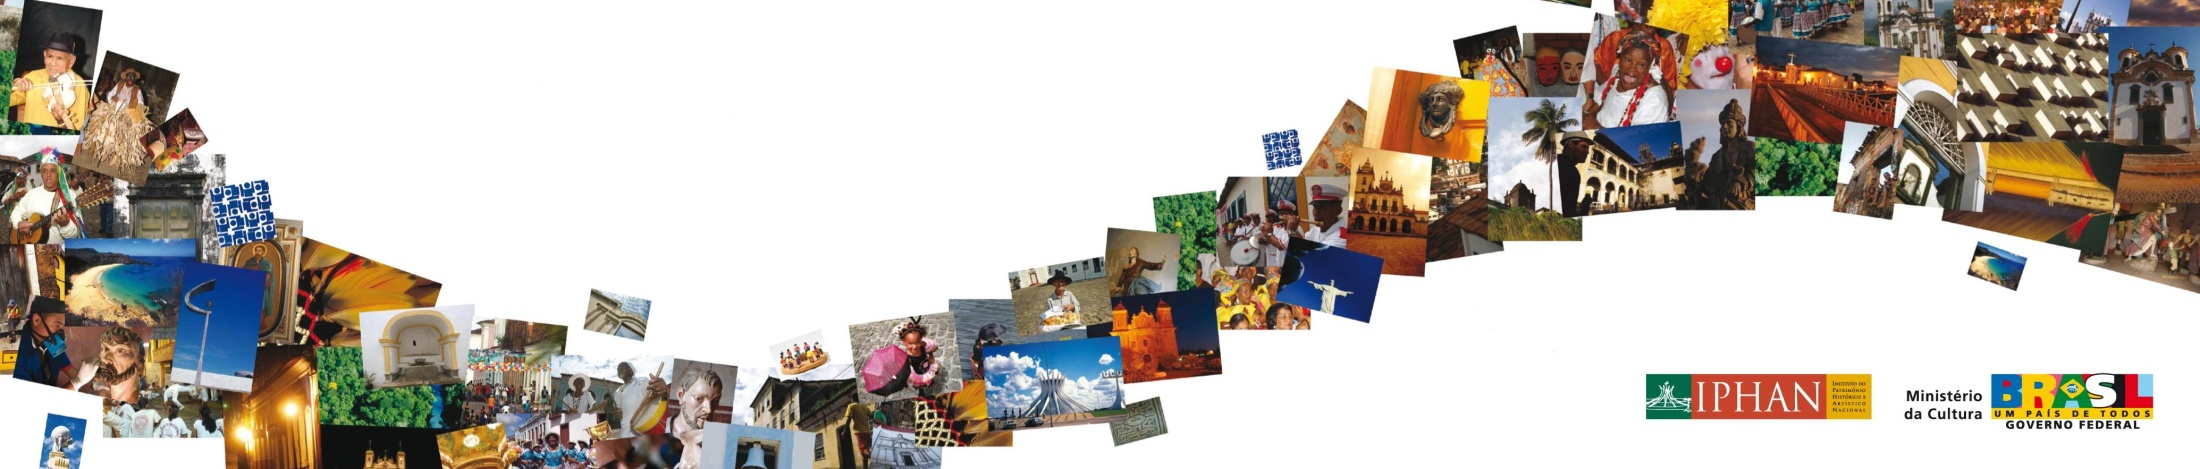 IPHAN
INSTITUTO DO
PATRIMÔNIO
HISTÓRICO E
ARTÍSTICO
NACIONAL
Ministério
da Cultura
BRASIL
UM PAÍS DE TODOS
GOVERNO FEDERAL